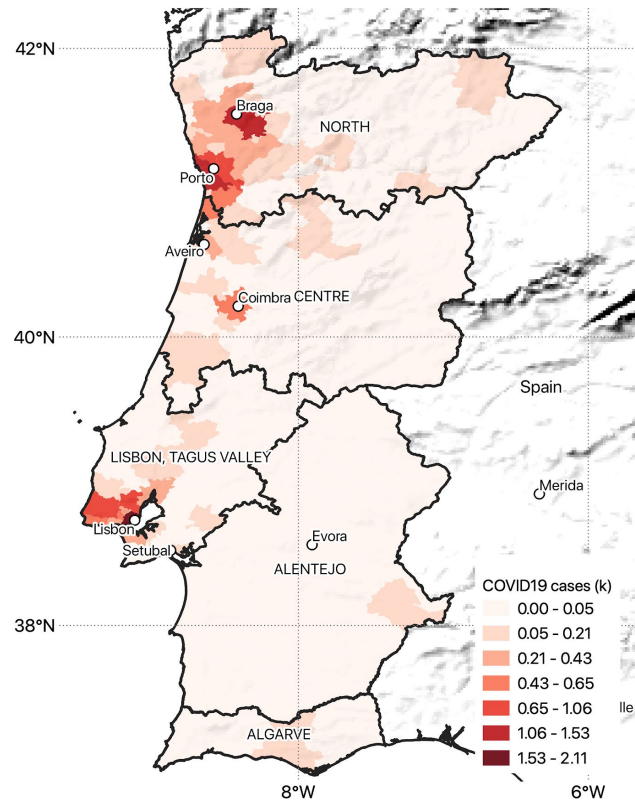 42°N
Braga
NORTH
Porto
Aveiro
Coimbra
CENTRE
40°N
Spain
LISBON, TAGUS VALLEY
Merida
Lisbon
Setubal
Evora
ALENTEJO
38°N
COVID19 cases (k)
0.00 - 0.05
0.05 - 0.21
0.21 - 0.43
0.43 - 0.65
0.65 - 1.06
1.06 - 1.53
1.53 - 2.11
lle
ALGARVE
8°W
6°W